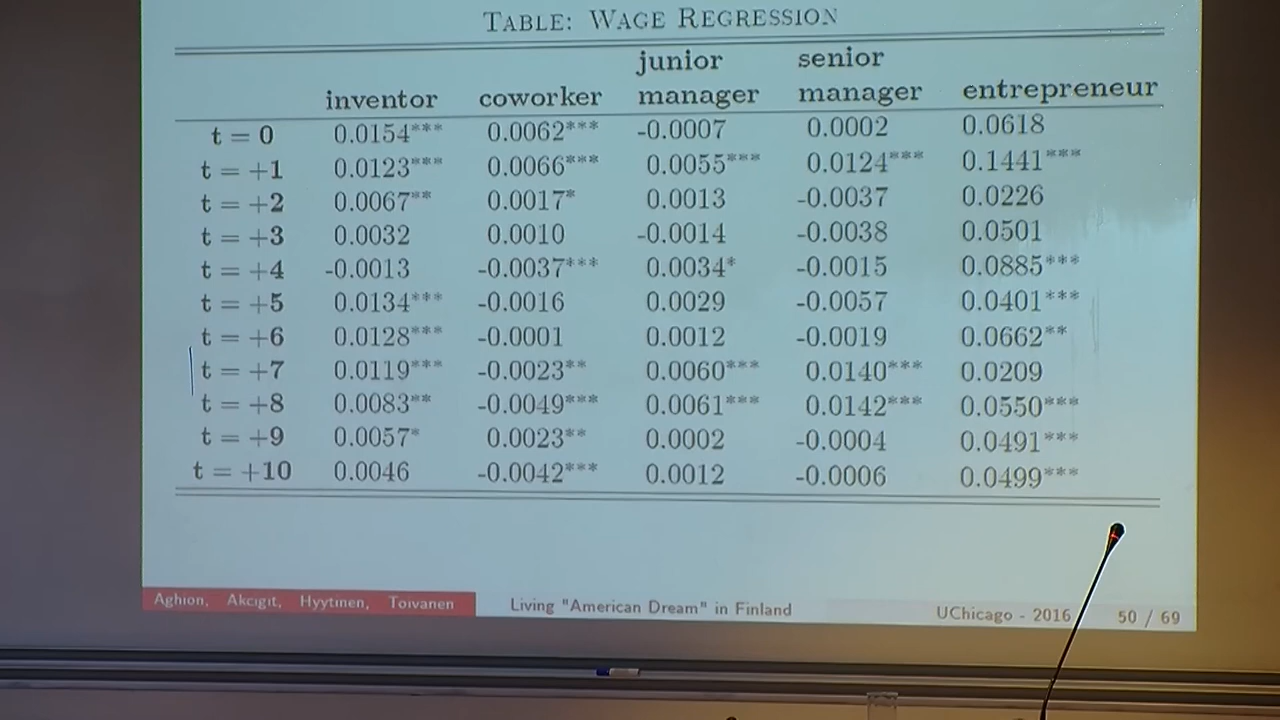 TABLE: WAGE REGRESSION
inventor coworker junior manager senior manager entrepreneur
t = 0 0.0154*** 0.0062*** -0.0007 0.0002 0.0618
t = +1 0.0123*** 0.0066*** 0.0055*** 0.0124*** 0.1441***
t = +2 0.0067** 0.0017* 0.0013 -0.0037 0.0226
t = +3 0.0032 0.0010 -0.0014 -0.0038 0.0501
t = +4 -0.0013 -0.0037*** 0.0034* -0.0015 0.0885***
t = +5 0.0134*** -0.0016 0.0029 -0.0057 0.0401***
t = +6 0.0128*** -0.0001 0.0012 -0.0019 0.0662**
t = +7 0.0119*** -0.0023** 0.0060*** 0.0140*** 0.0209
t = +8 0.0083** -0.0049*** 0.0061*** 0.0142*** 0.0550***
t = +9 0.0057* 0.0023** 0.0002 -0.0004 0.0491***
t = +10 0.0046 -0.0042*** 0.0012 -0.0006 0.0499***
Aghion, Akcigit, Hyytinen, Toivanen Living "American Dream" in Finland UChicago - 2016 50 / 69